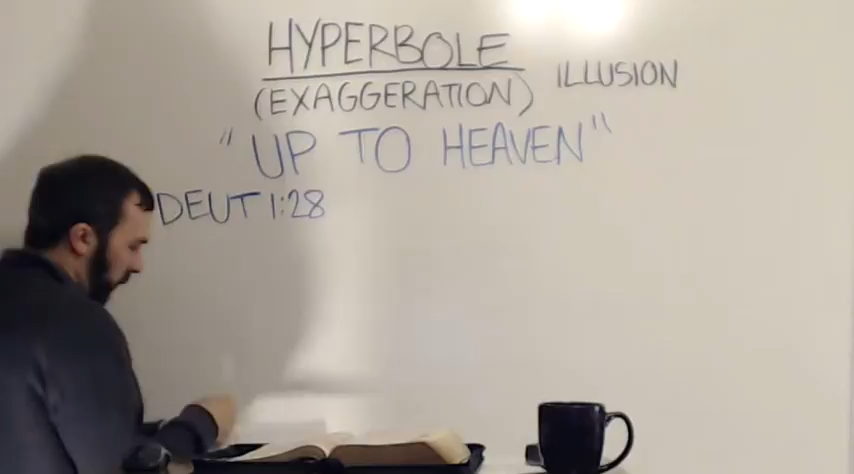 HYPERBOLE
(EXAGGERATION) ILLUSION
"UP TO HEAVEN"
DEUT 1:28